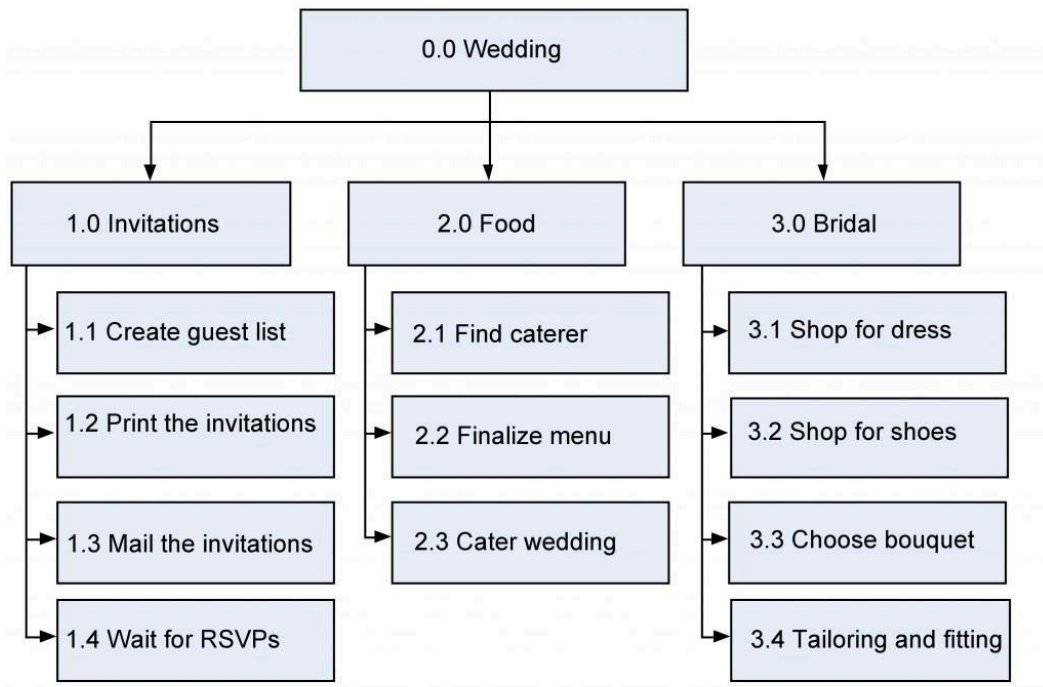 0.0 Wedding
1.0 Invitations
1.1 Create guest list
1.2 Print the invitations
1.3 Mail the invitations
1.4 Wait for RSVPs
2.0 Food
2.1 Find caterer
2.2 Finalize menu
2.3 Cater wedding
3.0 Bridal
3.1 Shop for dress
3.2 Shop for shoes
3.3 Choose bouquet
3.4 Tailoring and fitting